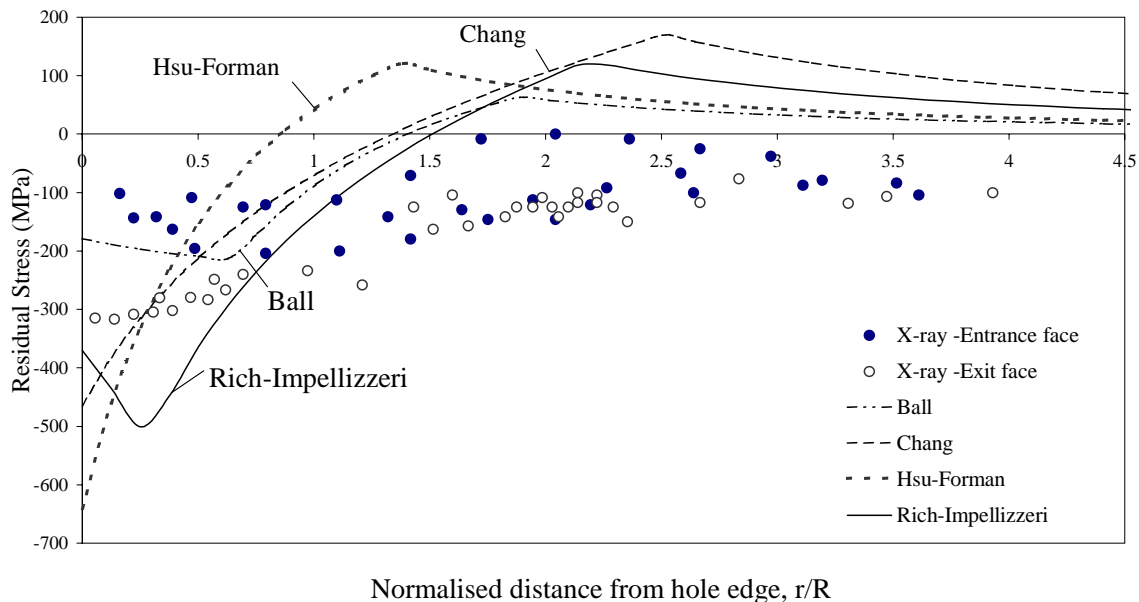 200
100
0
-100
-200
-300
-400
-500
-600
-700
Residual Stress (MPa)
0 0.5 1 1.5 2 2.5 3 3.5 4 4.5
Normalised distance from hole edge, r/R
Chang
Hsu-Forman
Ball
Rich-Impellizzeri
X-ray -Entrance face
X-ray -Exit face
Ball
Chang
Hsu-Forman
Rich-Impellizzeri